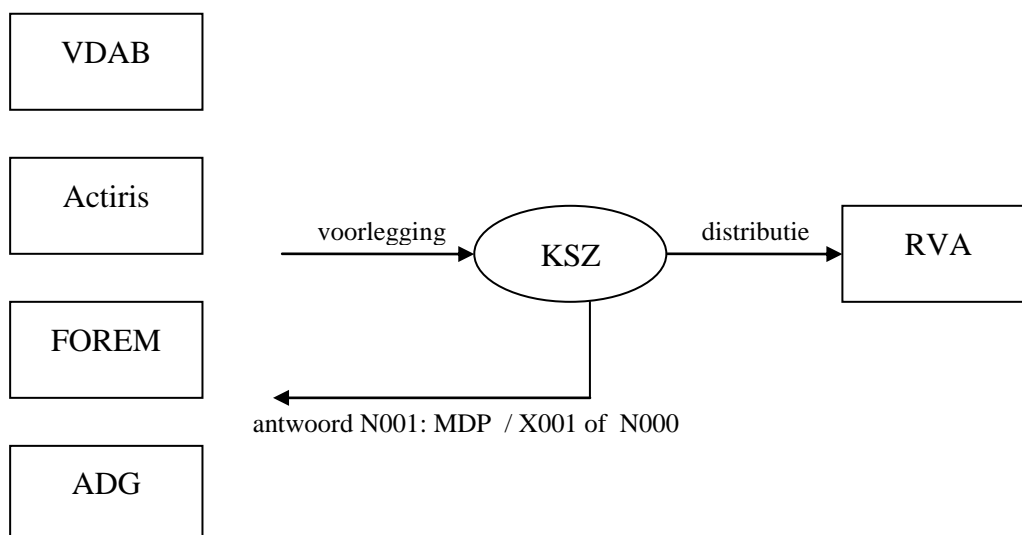 VDAB
Actiris
voorlegging
KSZ
distributie
RVA
FOREM
antwoord N001: MDP / X001 of N000
ADG